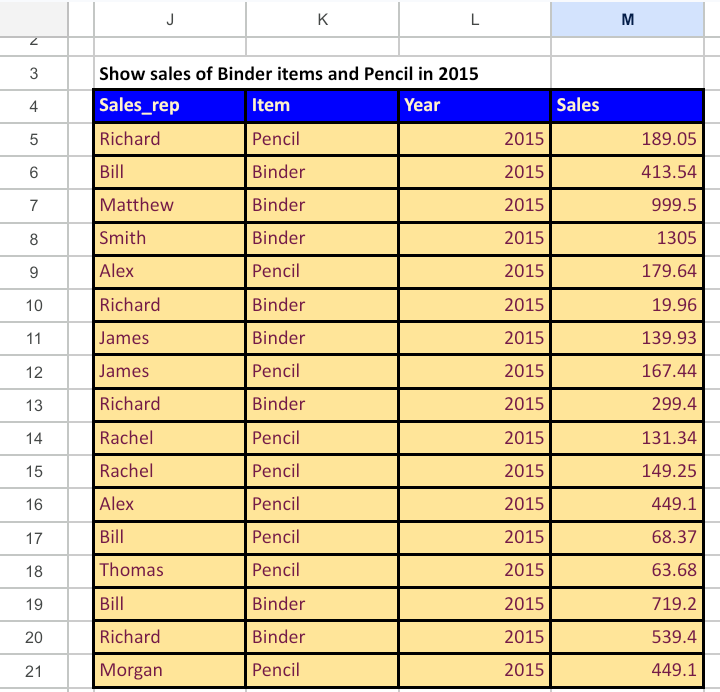 J K L M
2
3 Show sales of Binder items and Pencil in 2015
4 Sales_rep Item Year Sales
5 Richard Pencil 2015 189.05
6 Bill Binder 2015 413.54
7 Matthew Binder 2015 999.5
8 Smith Binder 2015 1305
9 Alex Pencil 2015 179.64
10 Richard Binder 2015 19.96
11 James Binder 2015 139.93
12 James Pencil 2015 167.44
13 Richard Binder 2015 299.4
14 Rachel Pencil 2015 131.34
15 Rachel Pencil 2015 149.25
16 Alex Pencil 2015 449.1
17 Bill Pencil 2015 68.37
18 Thomas Pencil 2015 63.68
19 Bill Binder 2015 719.2
20 Richard Binder 2015 539.4
21 Morgan Pencil 2015 449.1